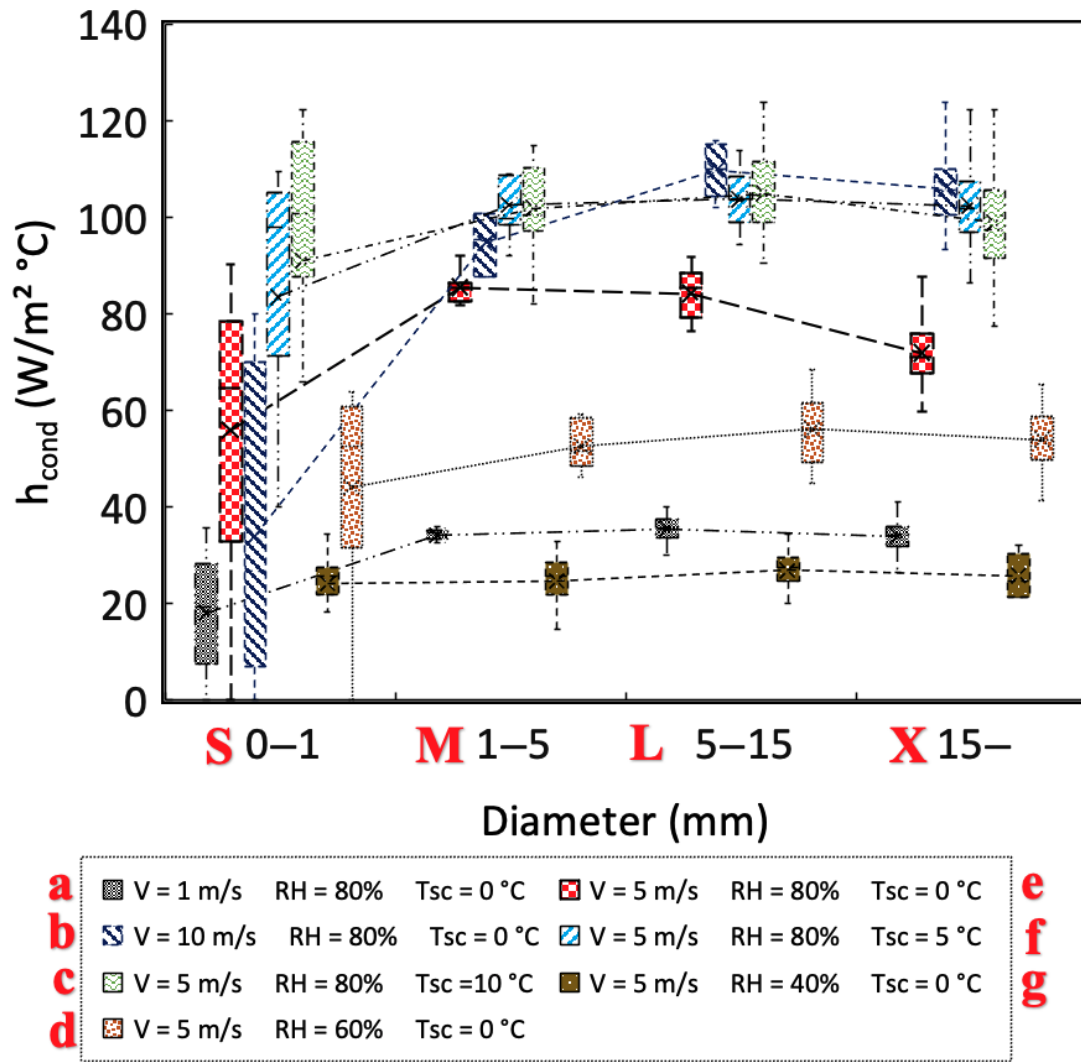 140
120
100
80
60
40
20
0
h_cond (W/m² °C)
S 0–1 M 1–5 L 5–15 X 15–
Diameter (mm)
a V = 1 m/s RH = 80% Tsc = 0 °C V = 5 m/s RH = 80% Tsc = 0 °C e
b V = 10 m/s RH = 80% Tsc = 0 °C V = 5 m/s RH = 80% Tsc = 5 °C f
c V = 5 m/s RH = 80% Tsc =10 °C V = 5 m/s RH = 40% Tsc = 0 °C g
d V = 5 m/s RH = 60% Tsc = 0 °C